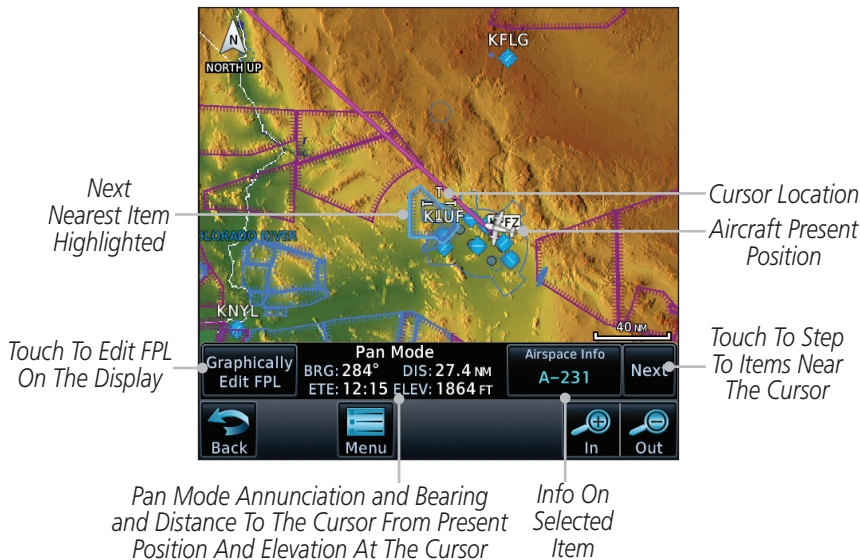 N
NORTH UP
KFLG
Next
Nearest Item
Highlighted
Cursor Location
KLUF
FZ
Aircraft Present
Position
KNYL
40 NM
Touch To Edit FPL
On The Display
Graphically
Edit FPL
Pan Mode
BRG: 284° DIS: 27.4 NM
ETE: 12:15 ELEV: 1864 FT
Airspace Info
A-231
Next
Touch To Step
To Items Near
The Cursor
Back
Menu
In
Out
Pan Mode Annunciation and Bearing
and Distance To The Cursor From Present
Position And Elevation At The Cursor
Info On
Selected
Item